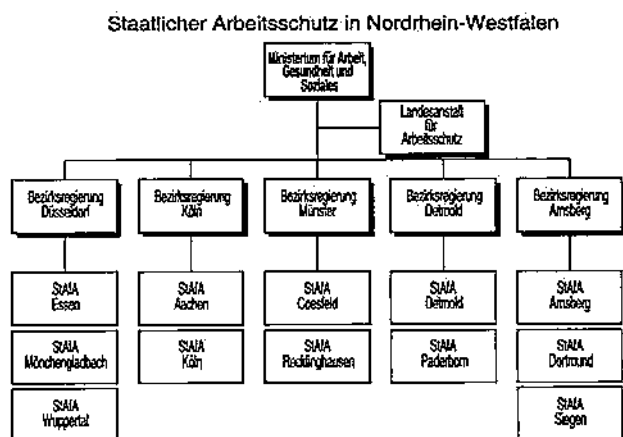 Staatlicher Arbeitsschutz in Nordrhein-Westfalen
Ministerium für Arbeit,
Gesundheit und
Soziales
Landesanstalt
für
Arbeitsschutz
Bezirksregierung
Düsseldorf
Bezirksregierung
Köln
Bezirksregierung
Münster
Bezirksregierung
Detmold
Bezirksregierung
Arnsberg
StAfA
Essen
StAfA
Aachen
StAfA
Coesfeld
StAfA
Detmold
StAfA
Arnsberg
StAfA
Mönchengladbach
StAfA
Köln
StAfA
Recklinghausen
StAfA
Paderborn
StAfA
Dortmund
StAfA
Wuppertal
StAfA
Siegen